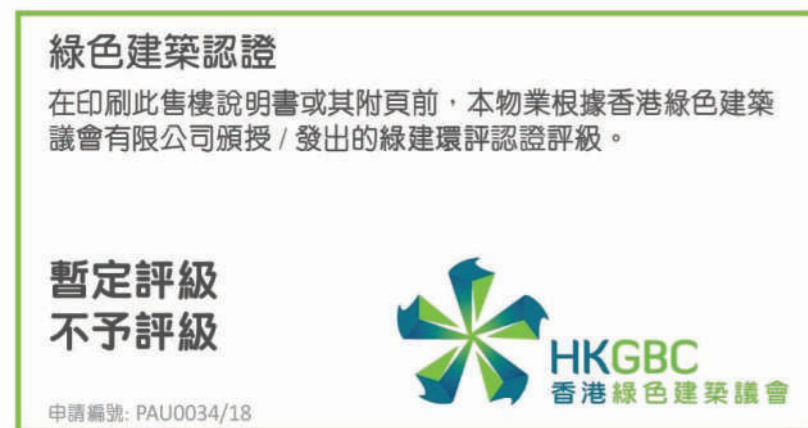 綠色建築認證
在印刷此售樓說明書或其附頁前，本物業根據香港綠色建築
議會有限公司頒授 / 發出的綠建環評認證評級。
暫定評級
不予評級
HKGBC
香港綠色建築議會
申請編號: PAU0034/18